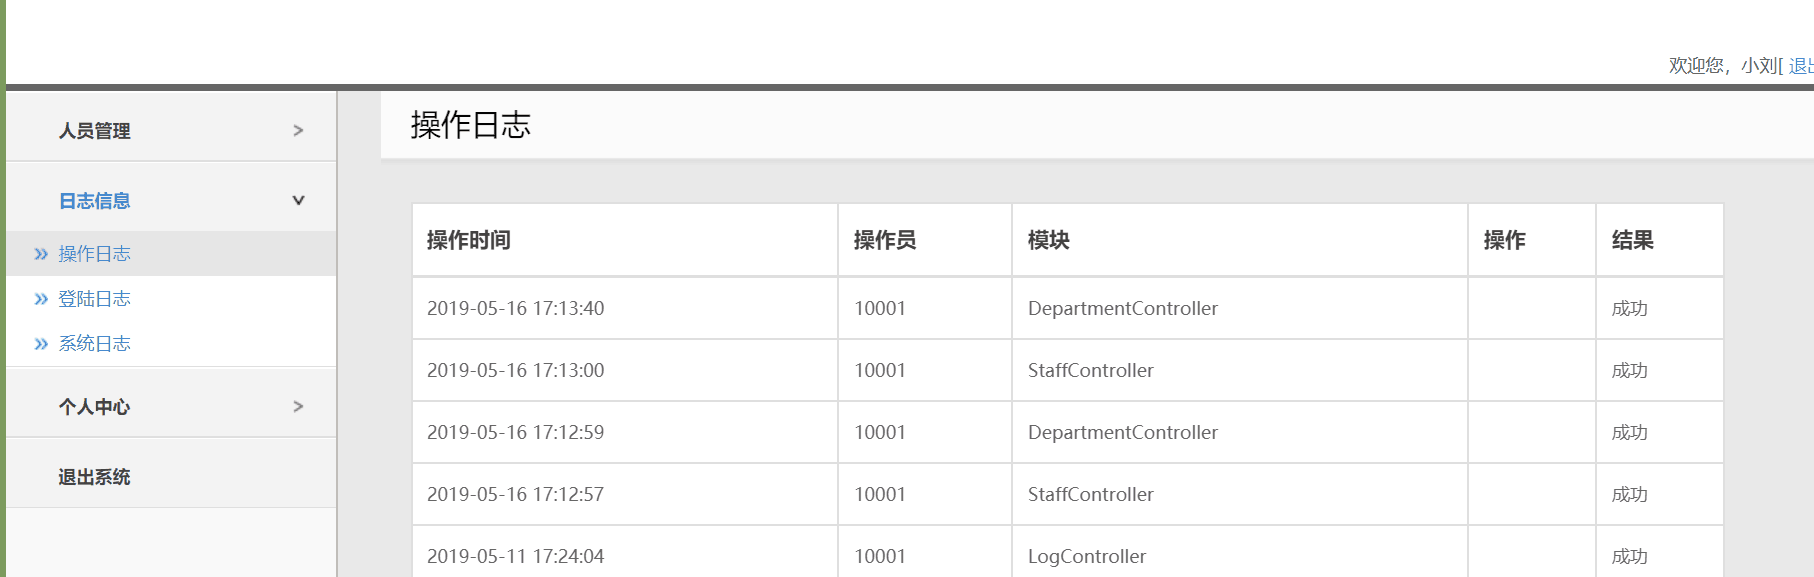 欢迎您，小刘[ 退出
人员管理 >
日志信息
操作日志
登陆日志
系统日志
个人中心 >
退出系统
操作日志
操作时间 操作员 模块 操作 结果
2019-05-16 17:13:40 10001 DepartmentController 成功
2019-05-16 17:13:00 10001 StaffController 成功
2019-05-16 17:12:59 10001 DepartmentController 成功
2019-05-16 17:12:57 10001 StaffController 成功
2019-05-11 17:24:04 10001 LogController 成功